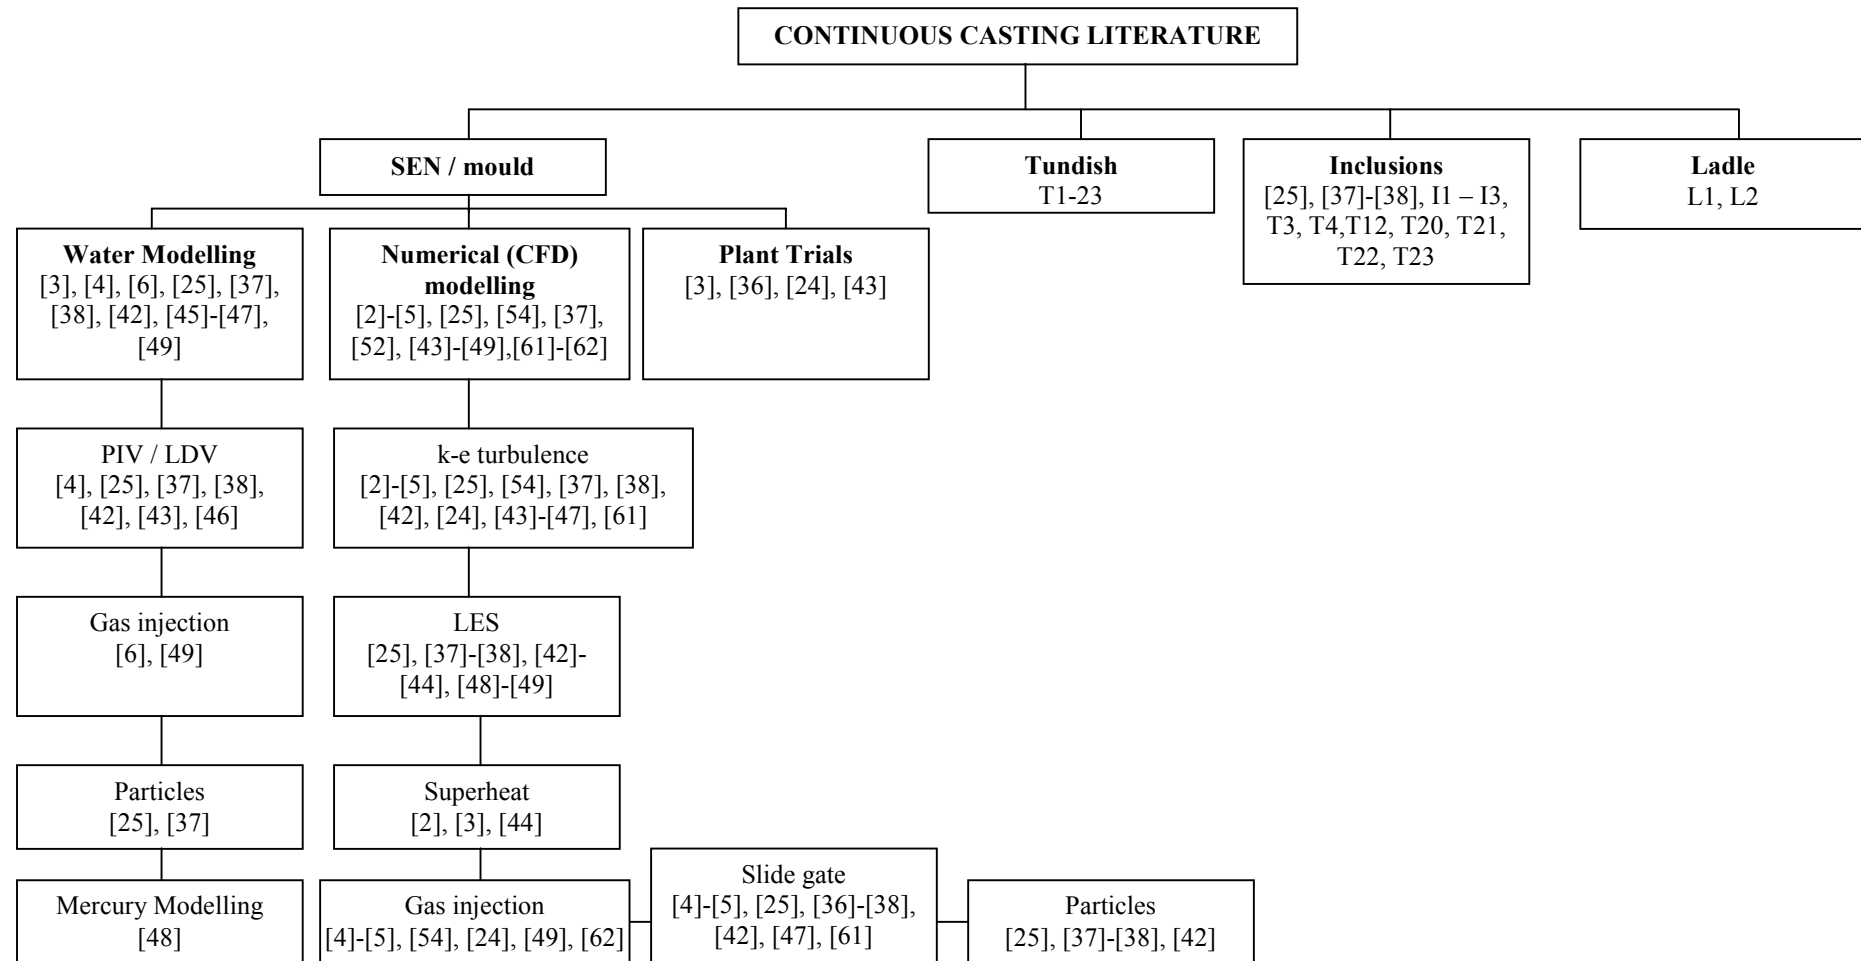 CONTINUOUS CASTING LITERATURE
SEN / mould
Tundish
T1-23
Inclusions
[25], [37]-[38], I1 – I3,
T3, T4,T12, T20, T21,
T22, T23
Ladle
L1, L2
Water Modelling
[3], [4], [6], [25], [37],
[38], [42], [45]-[47],
[49]
Numerical (CFD)
modelling
[2]-[5], [25], [54], [37],
[52], [43]-[49],[61]-[62]
Plant Trials
[3], [36], [24], [43]
PIV / LDV
[4], [25], [37], [38],
[42], [43], [46]
k-e turbulence
[2]-[5], [25], [54], [37], [38],
[42], [24], [43]-[47], [61]
Gas injection
[6], [49]
LES
[25], [37]-[38], [42]-
[44], [48]-[49]
Particles
[25], [37]
Superheat
[2], [3], [44]
Mercury Modelling
[48]
Gas injection
[4]-[5], [54], [24], [49], [62]
Slide gate
[4]-[5], [25], [36]-[38],
[42], [47], [61]
Particles
[25], [37]-[38], [42]